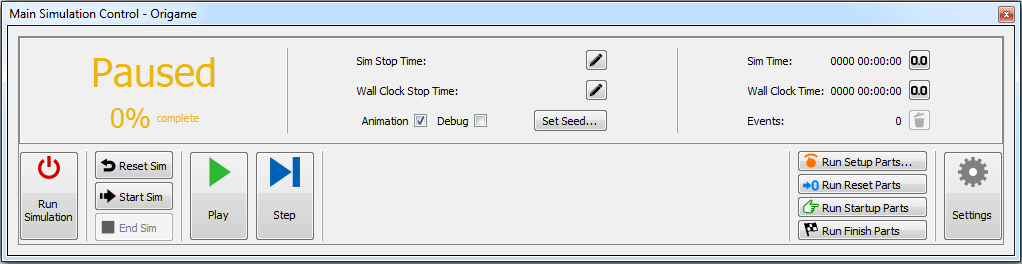 Main Simulation Control - Origame
Paused
0% complete
Sim Stop Time:
Wall Clock Stop Time:
Animation Debug Set Seed...
Sim Time: 0000 00:00:00 0.0
Wall Clock Time: 0000 00:00:00 0.0
Events: 0
Run
Simulation
Reset Sim
Start Sim
End Sim
Play
Step
Run Setup Parts...
0 Run Reset Parts
Run Startup Parts
Run Finish Parts
Settings